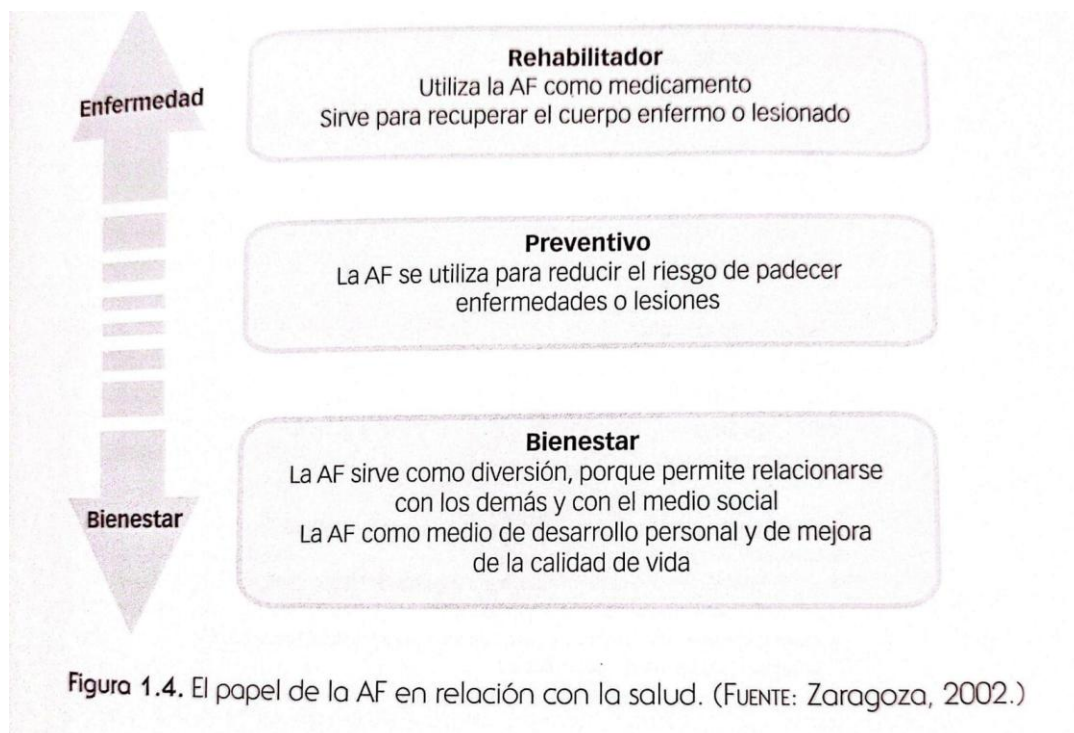 Enfermedad
Rehabilitador
Utiliza la AF como medicamento
Sirve para recuperar el cuerpo enfermo o lesionado
Preventivo
La AF se utiliza para reducir el riesgo de padecer
enfermedades o lesiones
Bienestar
La AF sirve como diversión, porque permite relacionarse
con los demás y con el medio social
La AF como medio de desarrollo personal y de mejora
de la calidad de vida
Bienestar
Figura 1.4. El papel de la AF en relación con la salud. (FUENTE: Zaragoza, 2002.)